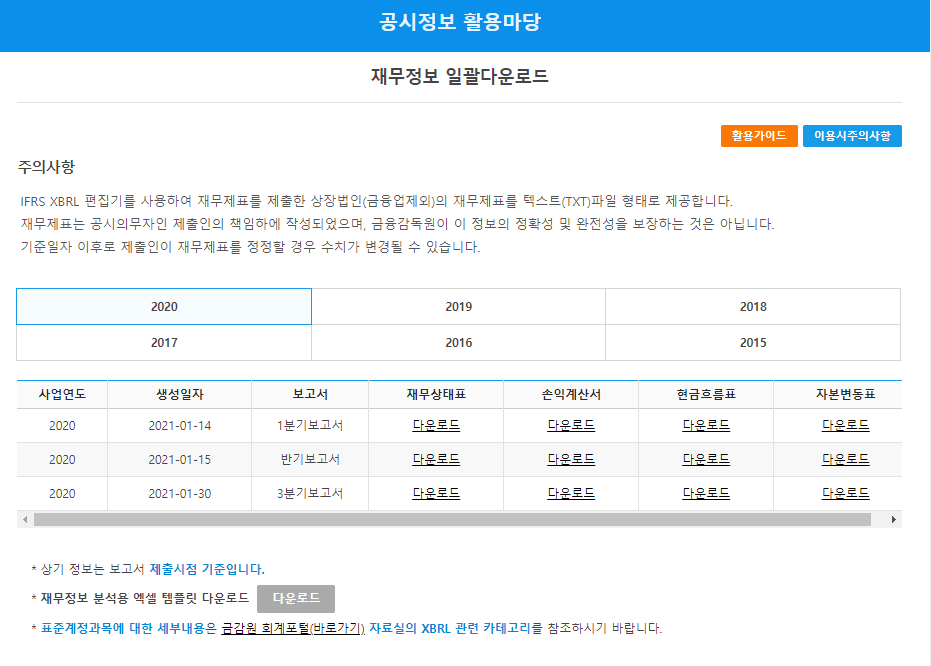 공시정보 활용마당
재무정보 일괄다운로드
활용가이드 이용시주의사항
주의사항
IFRS XBRL 편집기를 사용하여 재무제표를 제출한 상장법인(금융업제외)의 재무제표를 텍스트(TXT)파일 형태로 제공합니다.
재무제표는 공시의무자인 제출인의 책임하에 작성되었으며, 금융감독원이 이 정보의 정확성 및 완전성을 보장하는 것은 아닙니다.
기준일자 이후로 제출인이 재무제표를 정정할 경우 수치가 변경될 수 있습니다.
2020 2019 2018
2017 2016 2015
사업연도 생성일자 보고서 재무상태표 손익계산서 현금흐름표 자본변동표
2020 2021-01-14 1분기보고서 다운로드 다운로드 다운로드 다운로드
2020 2021-01-15 반기보고서 다운로드 다운로드 다운로드 다운로드
2020 2021-01-30 3분기보고서 다운로드 다운로드 다운로드 다운로드
* 상기 정보는 보고서 제출시점 기준입니다.
* 재무정보 분석용 엑셀 템플릿 다운로드 다운로드
* 표준계정과목에 대한 세부내용은 금감원 회계포털(바로가기) 자료실의 XBRL 관련 카테고리를 참조하시기 바랍니다.